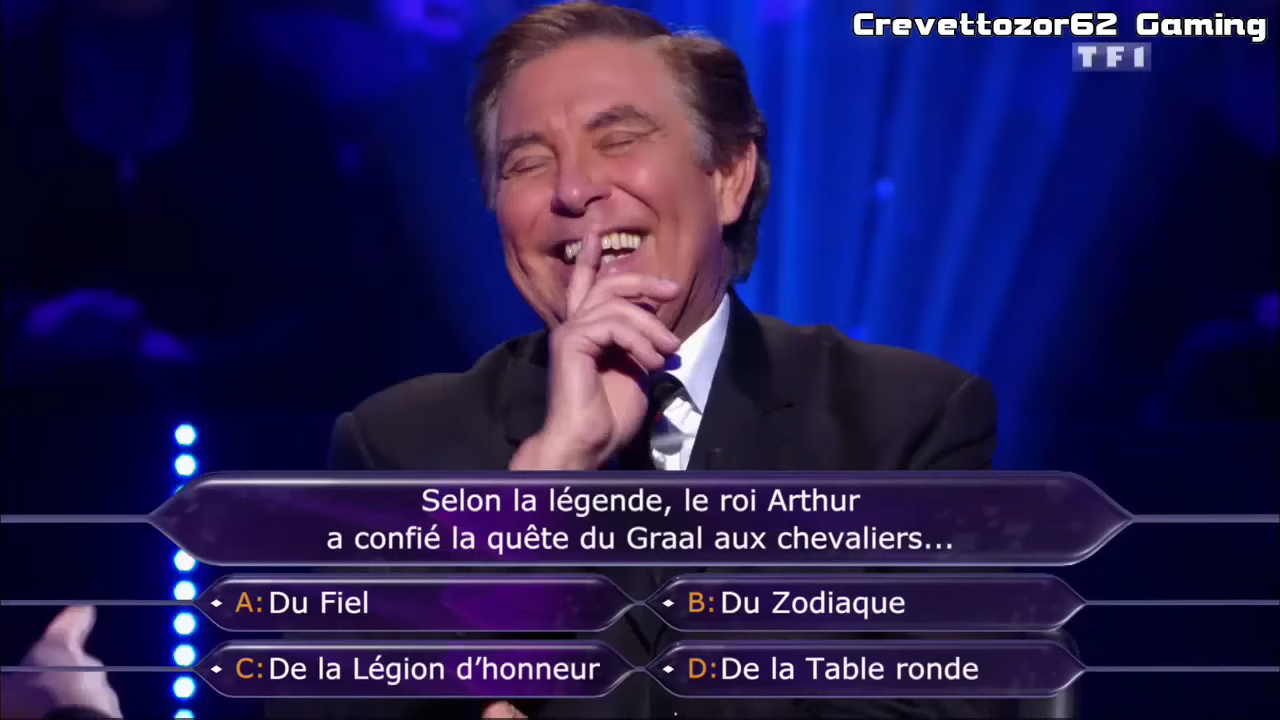 Crevettozor62 Gaming
TF1
Selon la légende, le roi Arthur
a confié la quête du Graal aux chevaliers...
A: Du Fiel
B: Du Zodiaque
C: De la Légion d'honneur
D: De la Table ronde